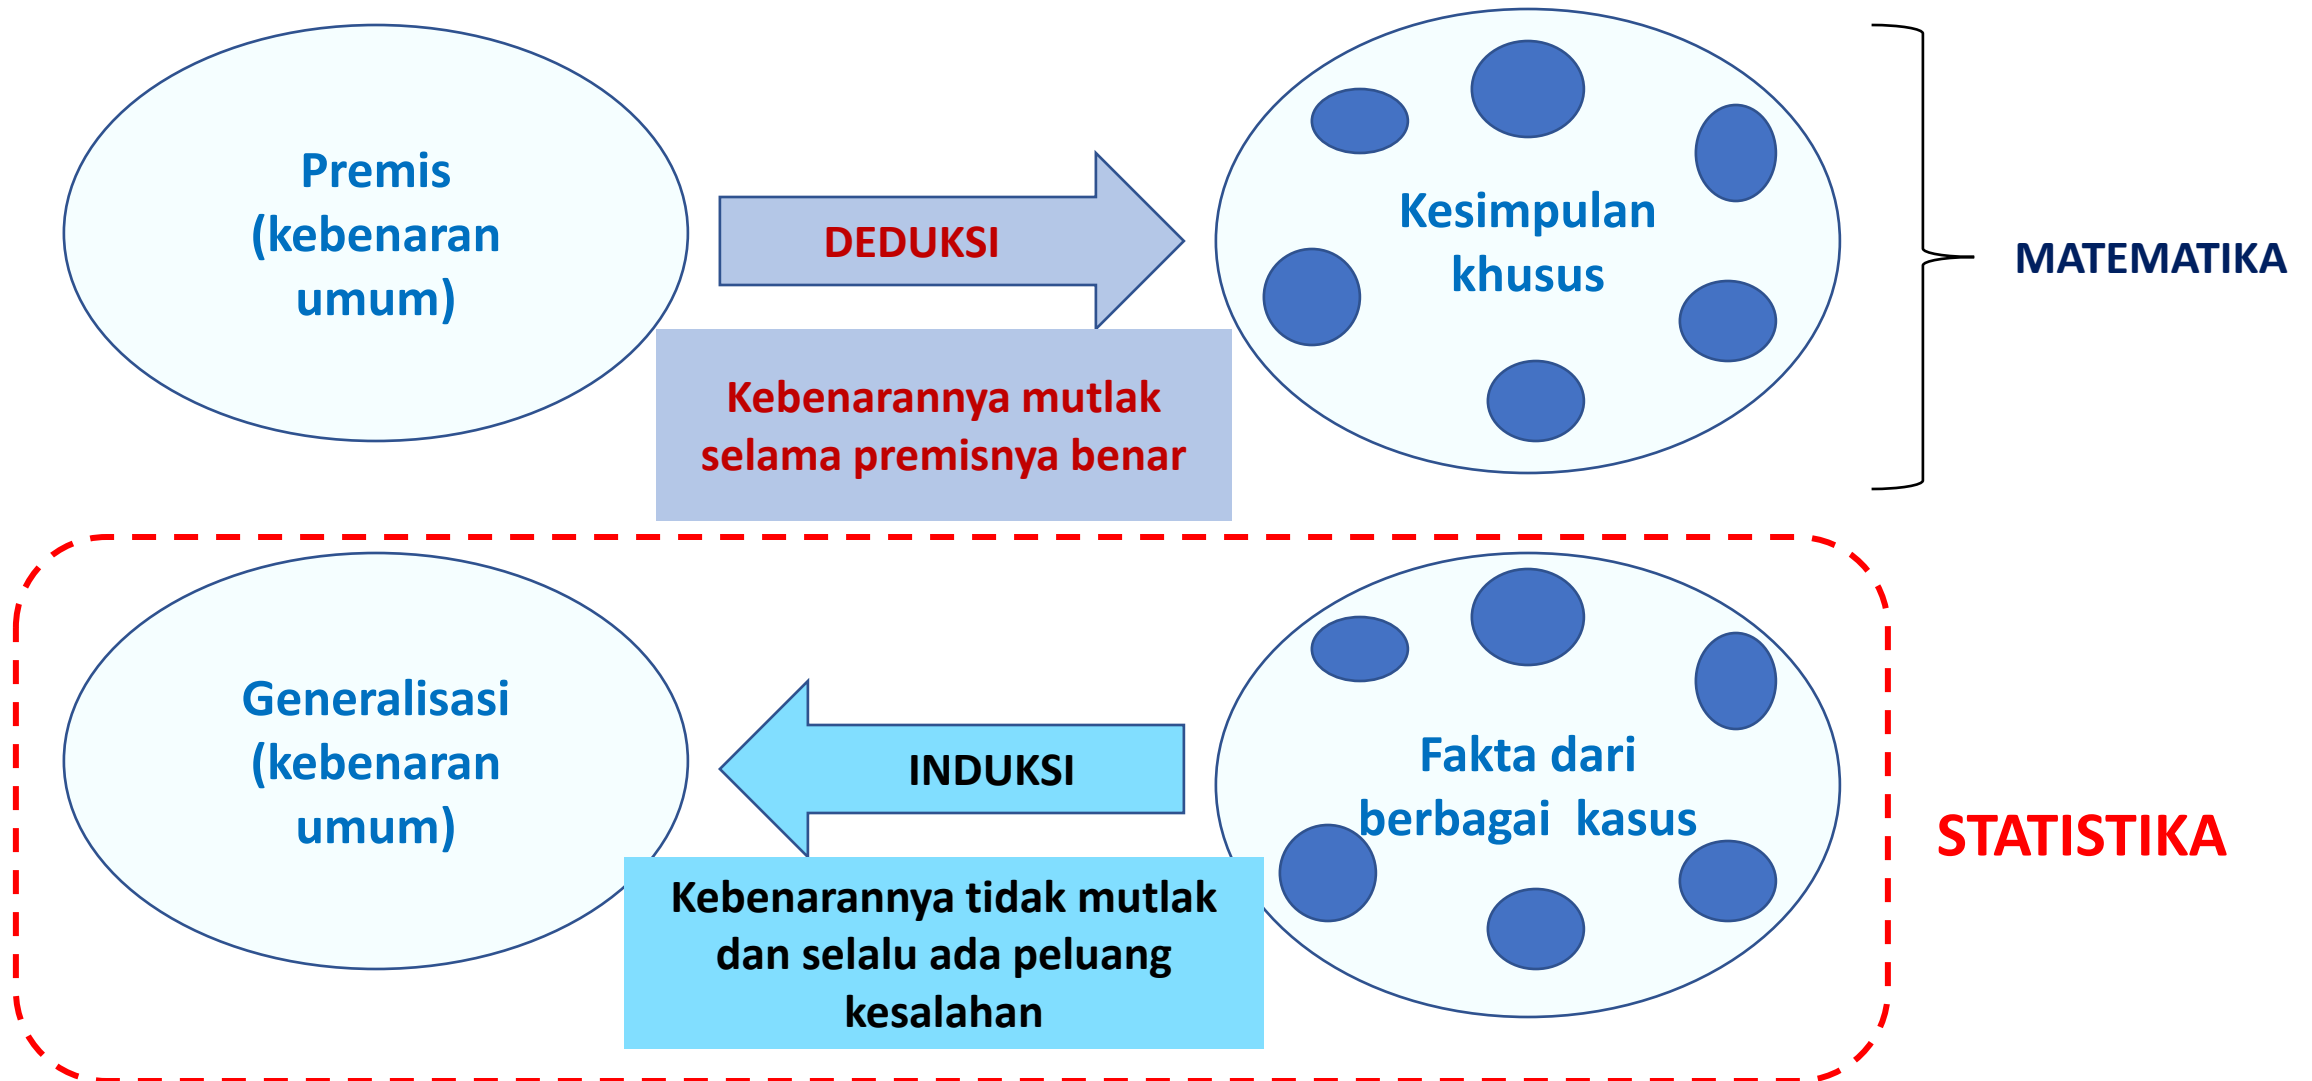 Premis
(kebenaran
umum)
DEDUKSI
Kebenarannya mutlak
selama premisnya benar
Kesimpulan
khusus
MATEMATIKA
Generalisasi
(kebenaran
umum)
INDUKSI
Kebenarannya tidak mutlak
dan selalu ada peluang
kesalahan
Fakta dari
berbagai kasus
STATISTIKA